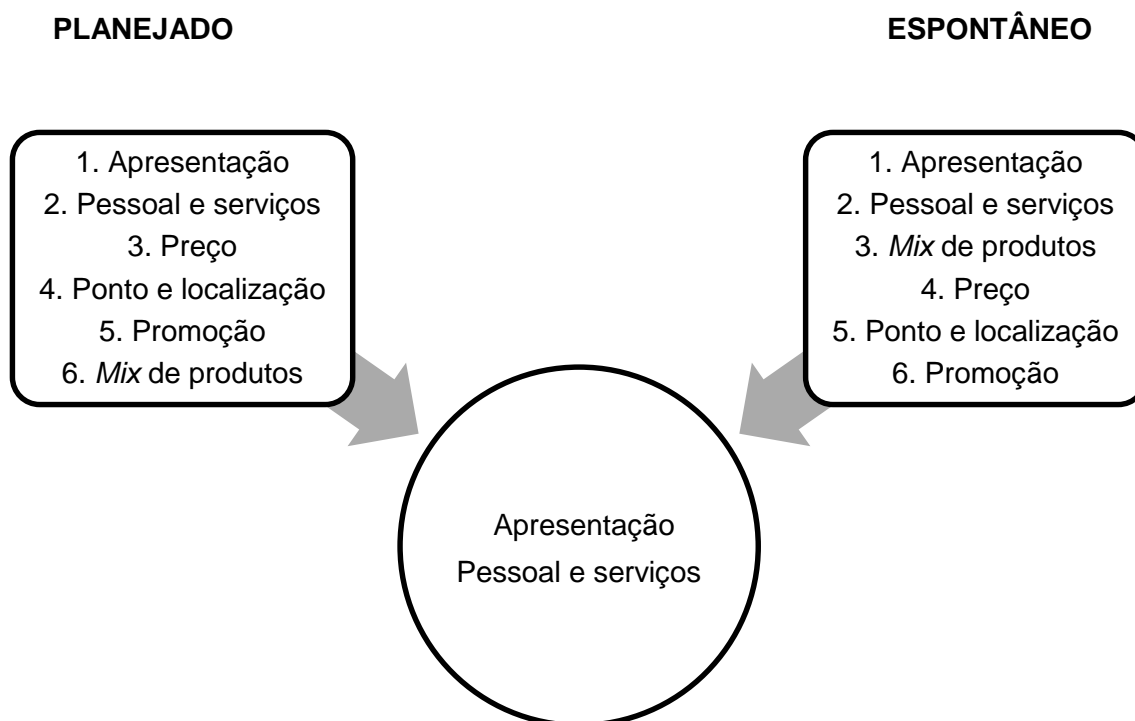 PLANEJADO
ESPONTÂNEO
1. Apresentação
2. Pessoal e serviços
3. Preço
4. Ponto e localização
5. Promoção
6. Mix de produtos
1. Apresentação
2. Pessoal e serviços
3. Mix de produtos
4. Preço
5. Ponto e localização
6. Promoção
Apresentação
Pessoal e serviços